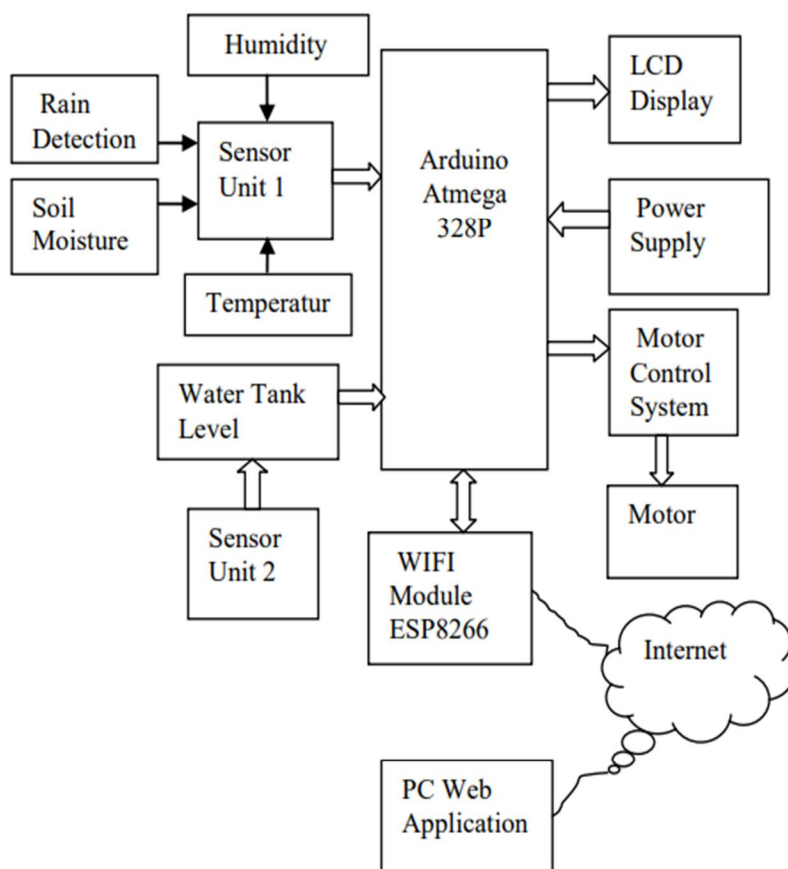 Humidity
Rain
Detection
Soil
Moisture
Sensor
Unit 1
Temperatur
Water Tank
Level
Sensor
Unit 2
Arduino
Atmega
328P
LCD
Display
Power
Supply
Motor
Control
System
Motor
WIFI
Module
ESP8266
Internet
PC Web
Application